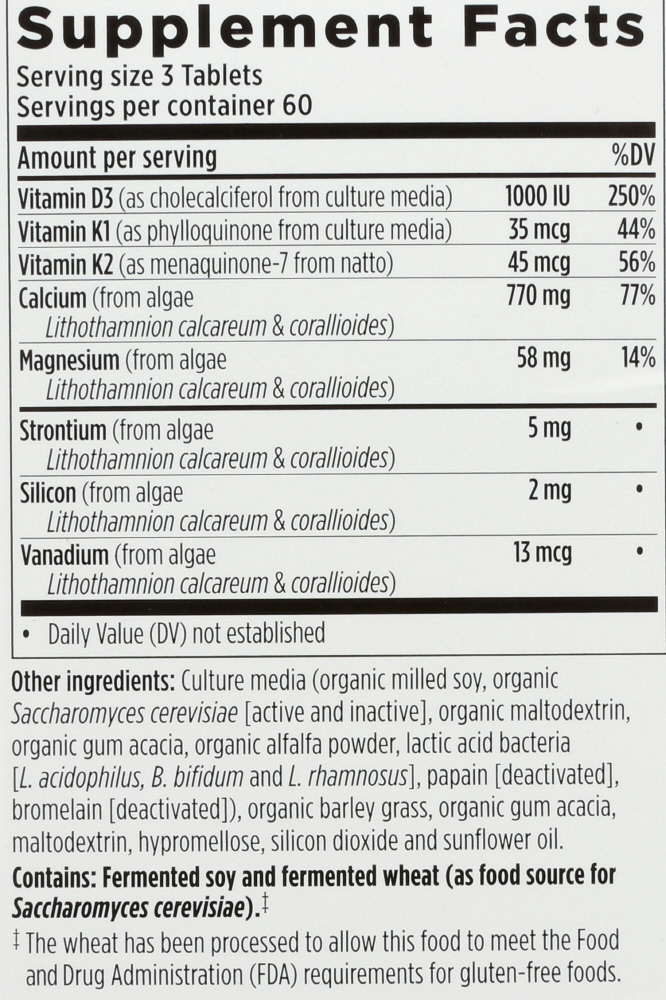 Supplement Facts
Serving size 3 Tablets
Servings per container 60
Amount per serving %DV
Vitamin D3 (as cholecalciferol from culture media) 1000 IU 250%
Vitamin K1 (as phylloquinone from culture media) 35 mcg 44%
Vitamin K2 (as menaquinone-7 from natto) 45 mcg 56%
Calcium (from algae 770 mg 77%
Lithothamnion calcareum & corallioides)
Magnesium (from algae 58 mg 14%
Lithothamnion calcareum & corallioides)
Strontium (from algae 5 mg •
Lithothamnion calcareum & corallioides)
Silicon (from algae 2 mg •
Lithothamnion calcareum & corallioides)
Vanadium (from algae 13 mcg •
Lithothamnion calcareum & corallioides)
• Daily Value (DV) not established
Other ingredients: Culture media (organic milled soy, organic
Saccharomyces cerevisiae [active and inactive], organic maltodextrin,
organic gum acacia, organic alfalfa powder, lactic acid bacteria
[L. acidophilus, B. bifidum and L. rhamnosus], papain [deactivated],
bromelain [deactivated]), organic barley grass, organic gum acacia,
maltodextrin, hypromellose, silicon dioxide and sunflower oil.
Contains: Fermented soy and fermented wheat (as food source for
Saccharomyces cerevisiae).‡
‡ The wheat has been processed to allow this food to meet the Food
and Drug Administration (FDA) requirements for gluten-free foods.